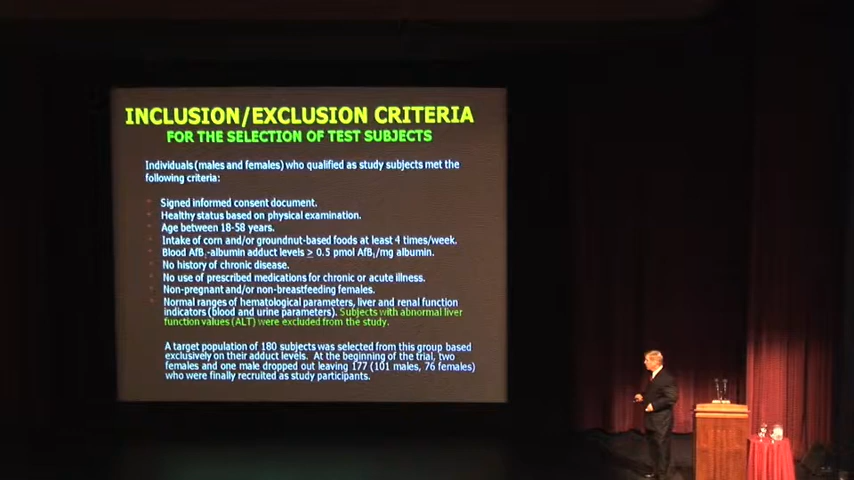 INCLUSION/EXCLUSION CRITERIA
FOR THE SELECTION OF TEST SUBJECTS
Individuals (males and females) who qualified as study subjects met the
following criteria:
Signed informed consent document.
Healthy status based on physical examination.
Age between 18-58 years.
Intake of corn and/or groundnut-based foods at least 4 times/week.
Blood AfB1-albumin adduct levels ≥ 0.5 pmol AfB1/mg albumin.
No history of chronic disease.
No use of prescribed medications for chronic or acute illness.
Non-pregnant and/or non-breastfeeding females.
Normal ranges of hematological parameters, liver and renal function
indicators (blood and urine parameters). Subjects with abnormal liver
function values (ALT) were excluded from the study.
A target population of 180 subjects was selected from this group based
exclusively on their adduct levels. At the beginning of the trial, two
females and one male dropped out leaving 177 (101 males, 76 females)
who were finally recruited as study participants.